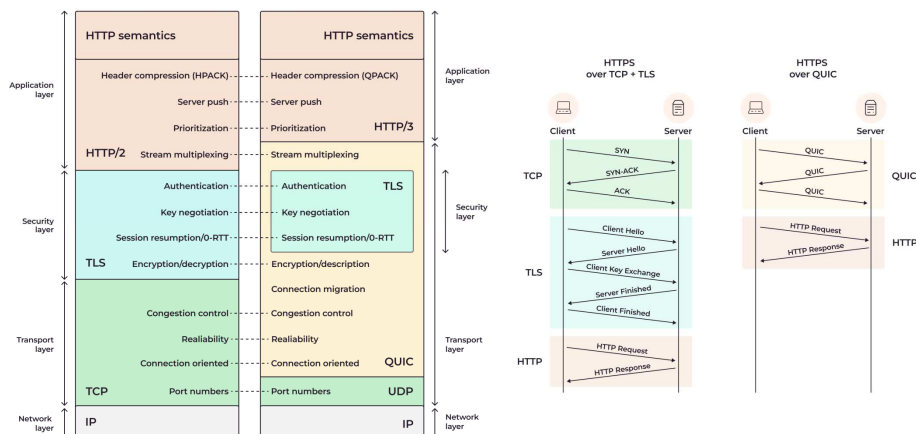 HTTP semantics
HTTP semantics
Application
layer
Header compression (HPACK)
Header compression (QPACK)
Application
layer
Server push
Server push
Prioritization
Prioritization
HTTP/3
HTTP/2
Stream multiplexing
Stream multiplexing
Authentication
Authentication
TLS
Security
layer
Key negotiation
Key negotiation
Security
layer
Session resumption/0-RTT
Session resumption/0-RTT
TLS
Encryption/decryption
Encryption/description
Connection migration
Congestion control
Congestion control
Transport
layer
Realiability
Realiability
Transport
layer
Connection oriented
Connection oriented
QUIC
TCP
Port numbers
Port numbers
UDP
Network
layer
IP
IP
Network
layer
HTTPS
over TCP + TLS
Client
Server
TCP
SYN
SYN-ACK
ACK
TLS
Client Hello
Server Hello
Client Key Exchange
Server Finished
Client Finished
HTTP
HTTP Request
HTTP Response
HTTPS
over QUIC
Client
Server
QUIC
QUIC
QUIC
QUIC
HTTP Request
HTTP Response
HTTP